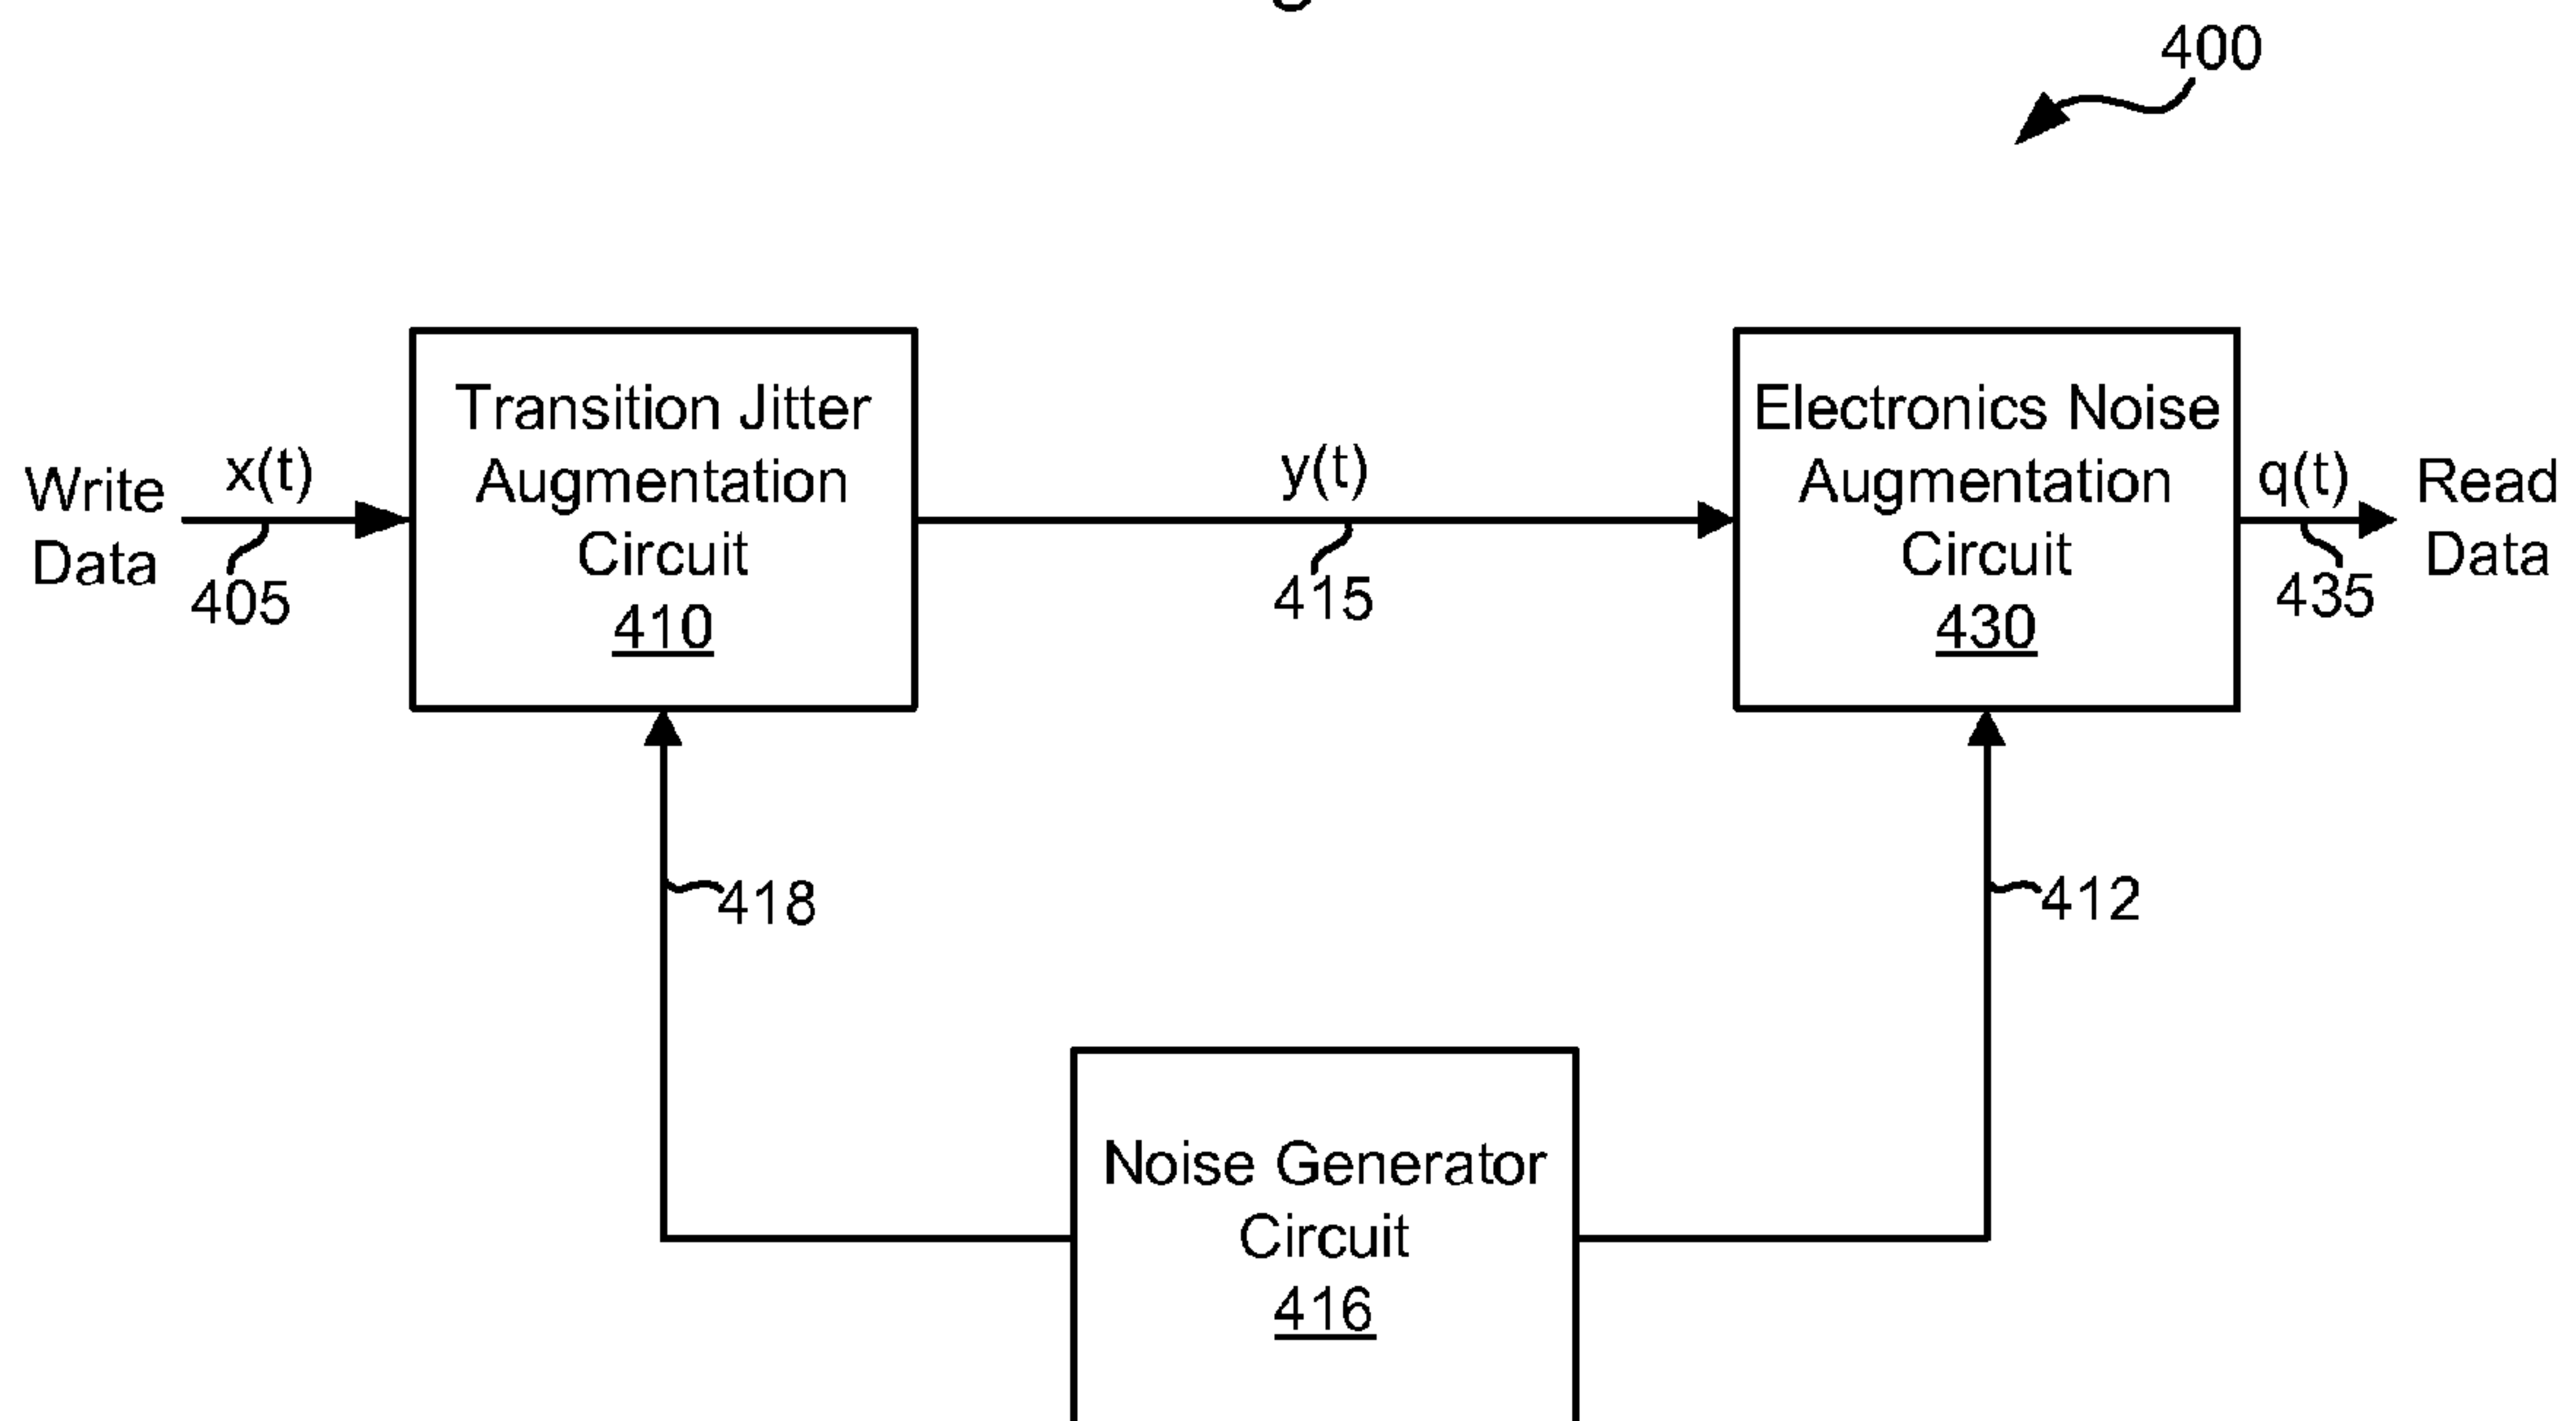 400
Write
Data
x(t)
405
Transition Jitter
Augmentation
Circuit
410
y(t)
415
Electronics Noise
Augmentation
Circuit
430
q(t)
435
Read
Data
418
412
Noise Generator
Circuit
416